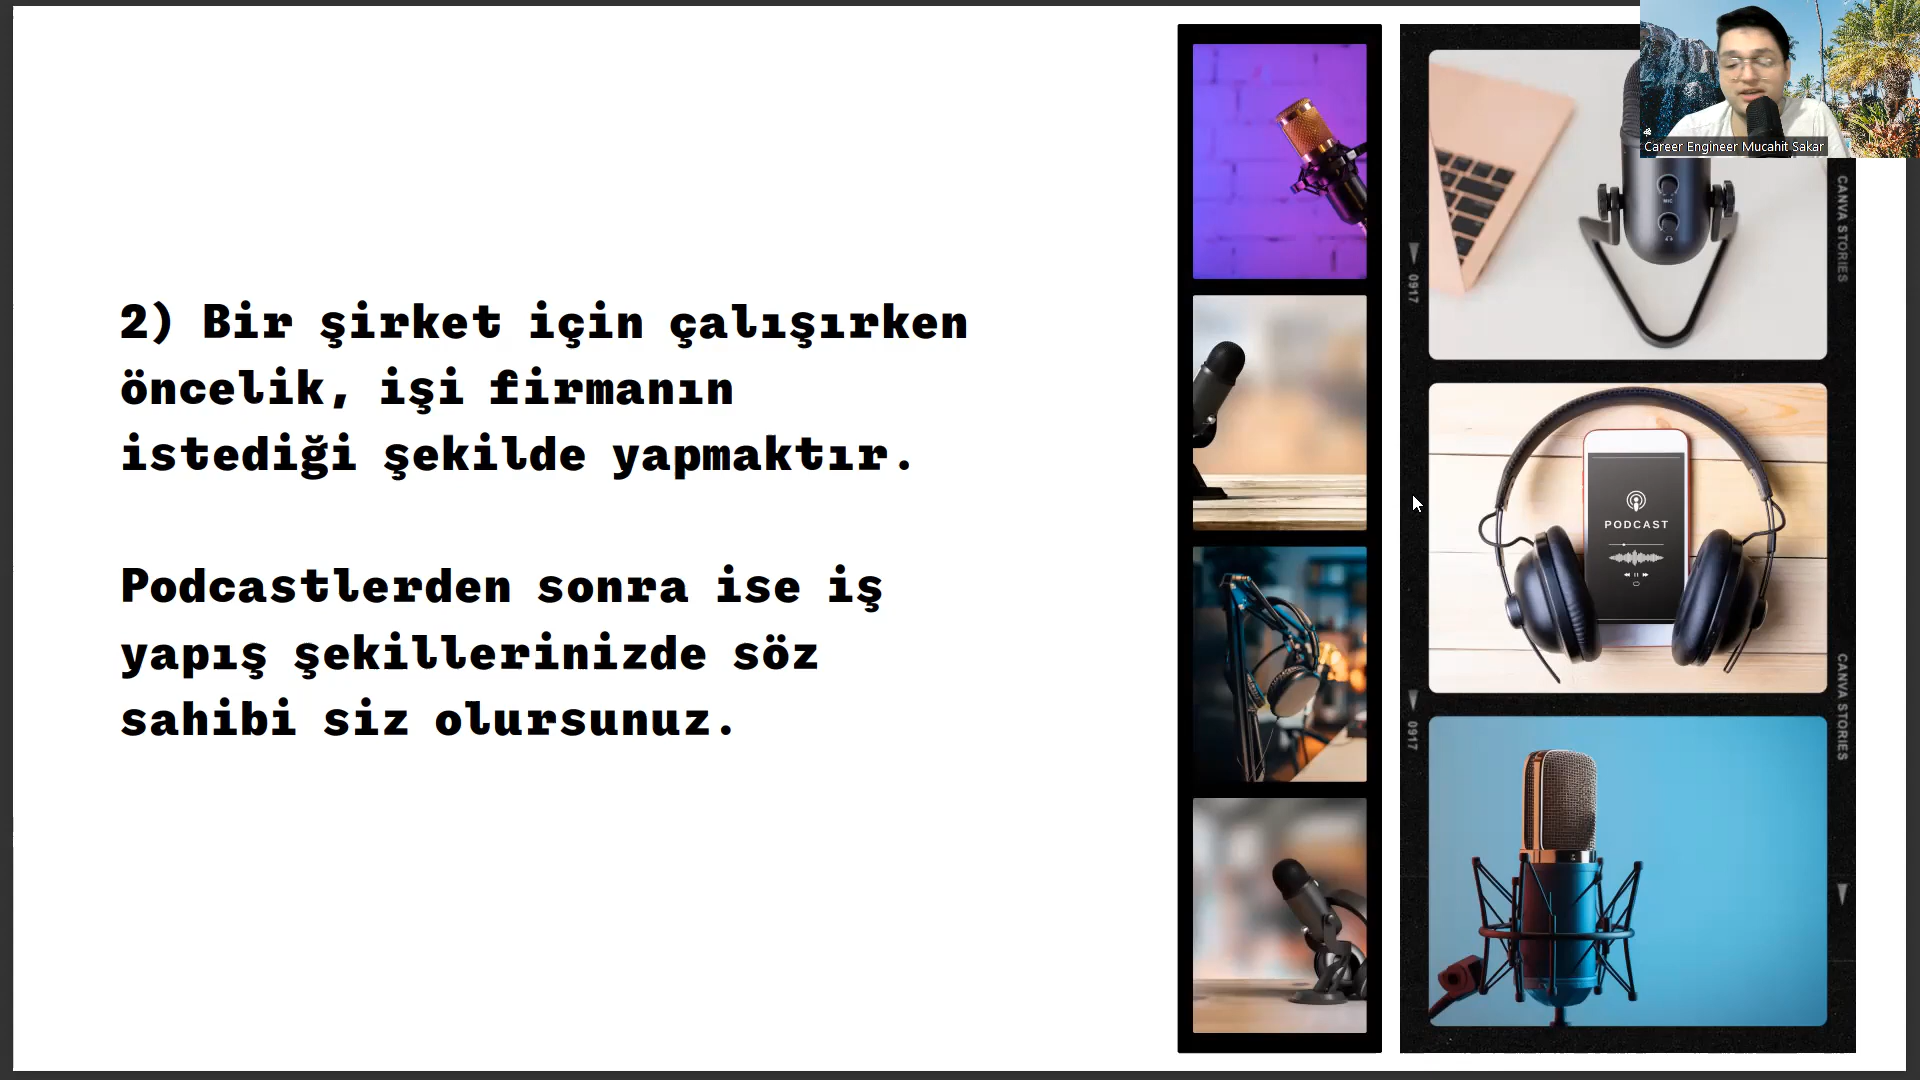 2) Bir şirket için çalışırken
öncelik, işi firmanın
istediği şekilde yapmaktır.
Podcastlerden sonra ise iş
yapış şekillerinizde söz
sahibi siz olursunuz.
Career Engineer Mucahit Sakar
MIC
CANVA STORIES
0917
PODCAST
CANVA STORIES
0917